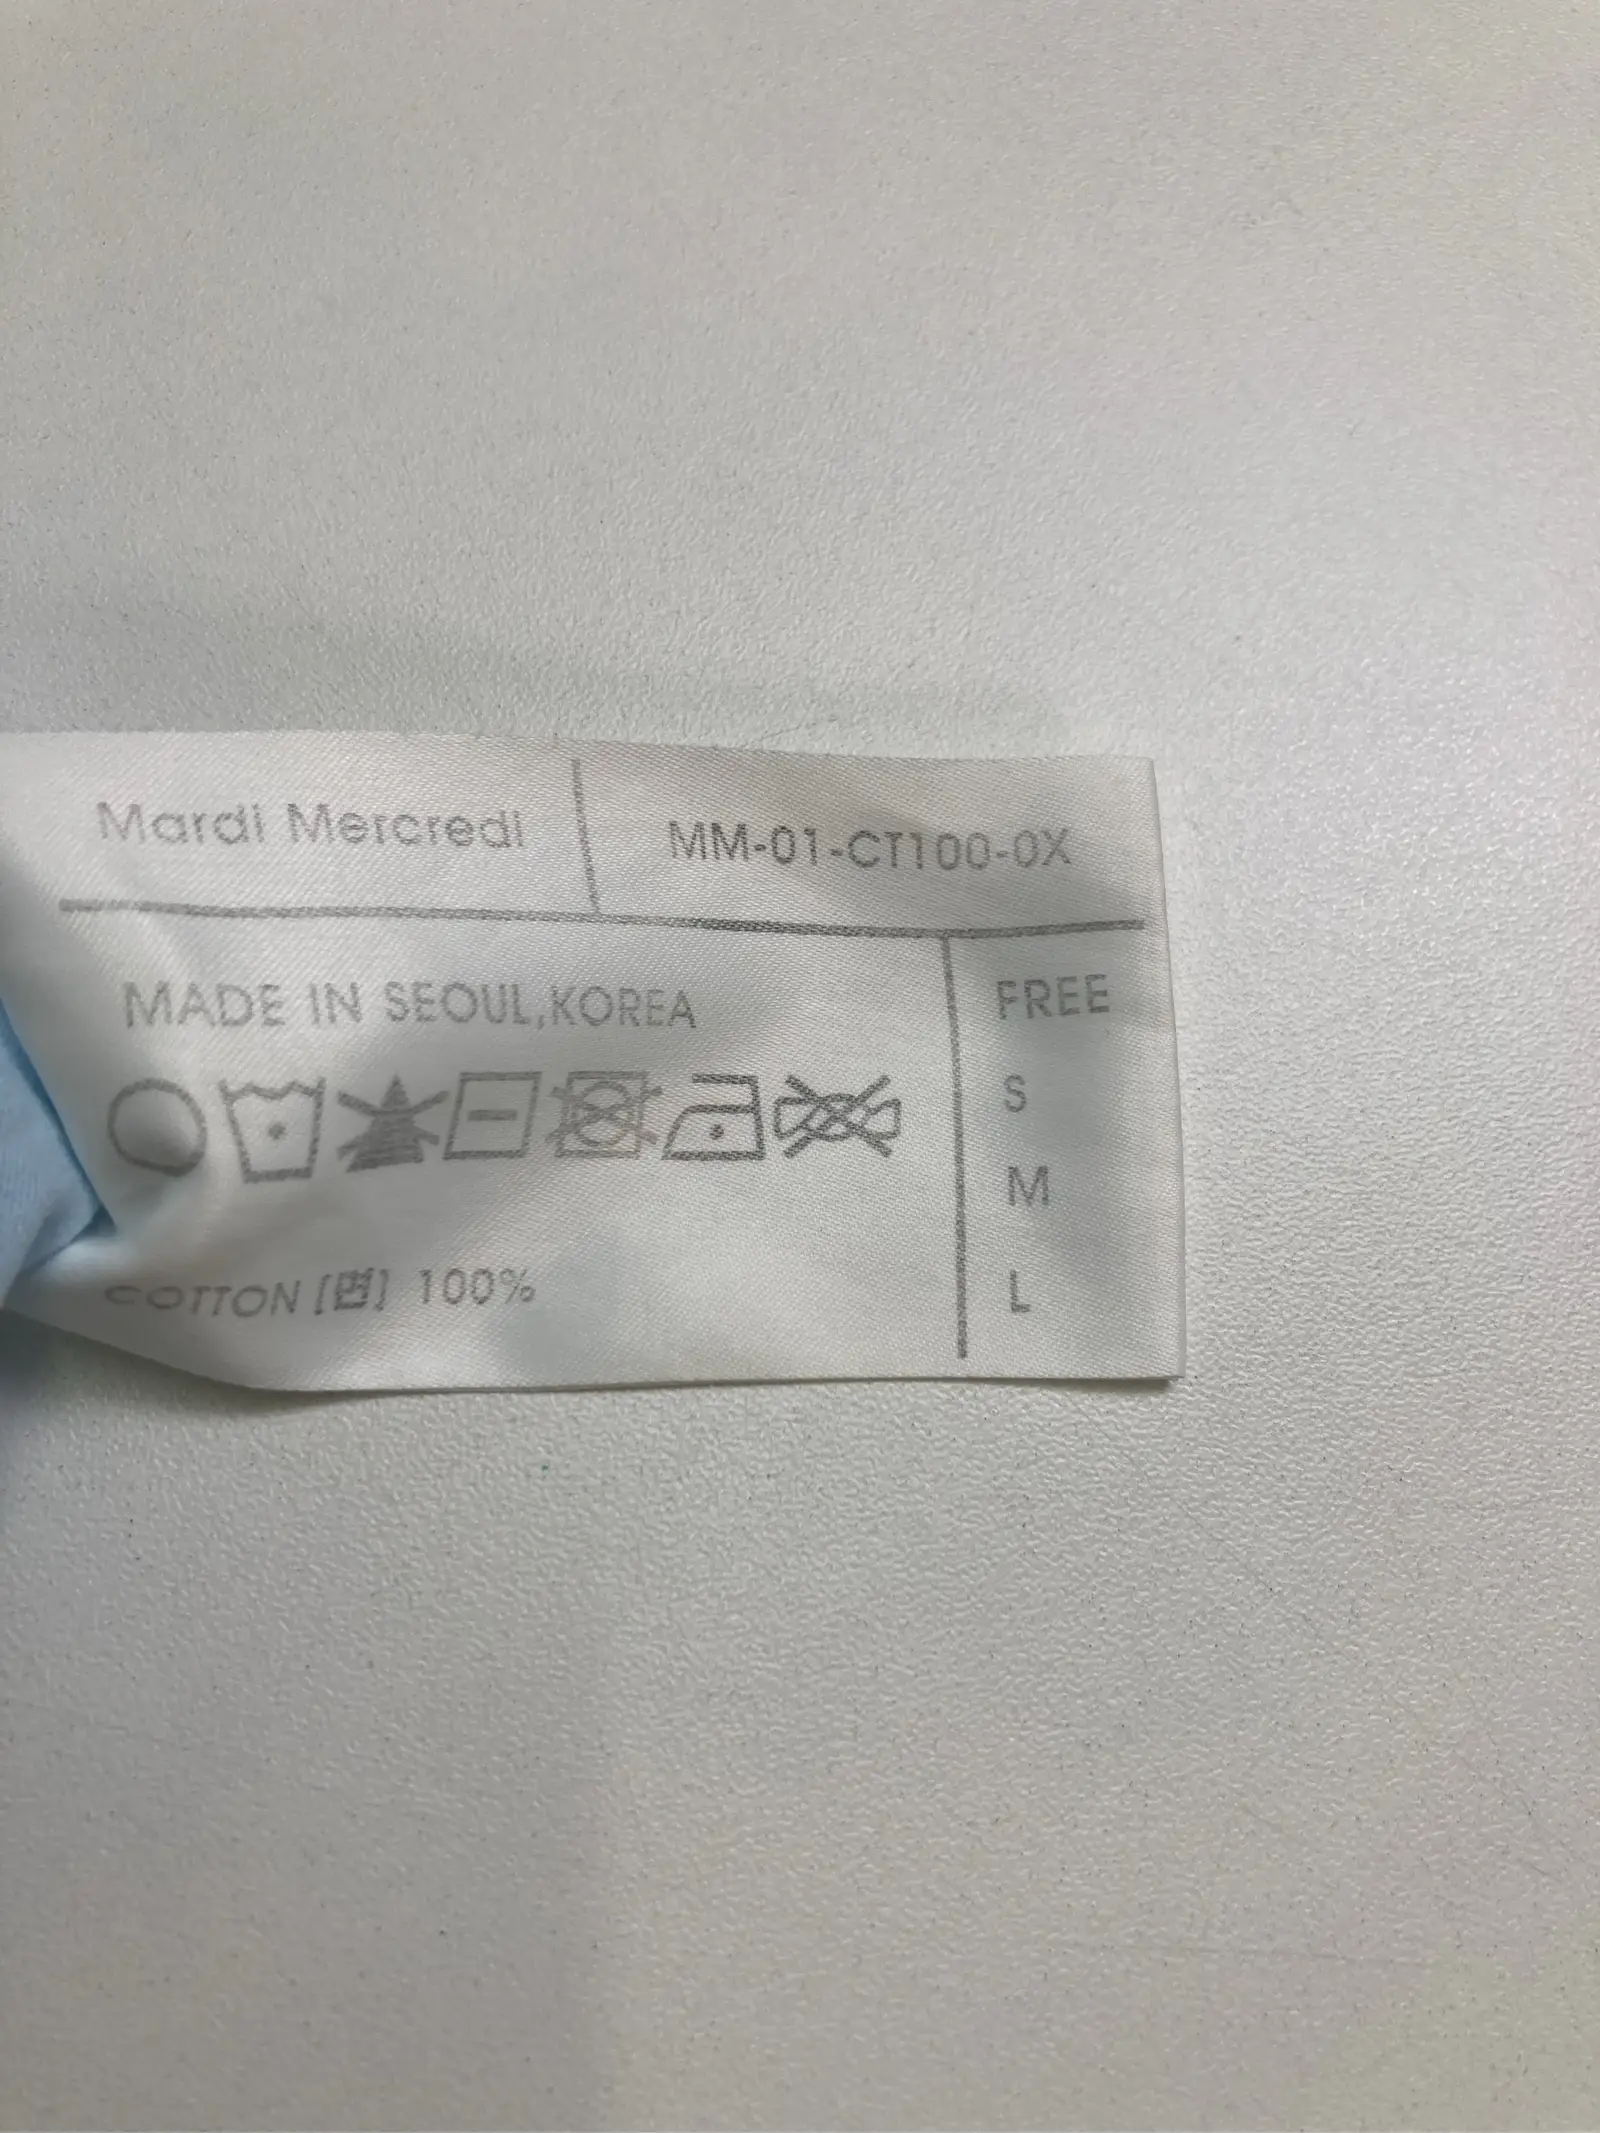 Mardi Mercredi
MM-01-CT100-0X
MADE IN SEOUL,KOREA
FREE
S
M
L
COTTON [면] 100%